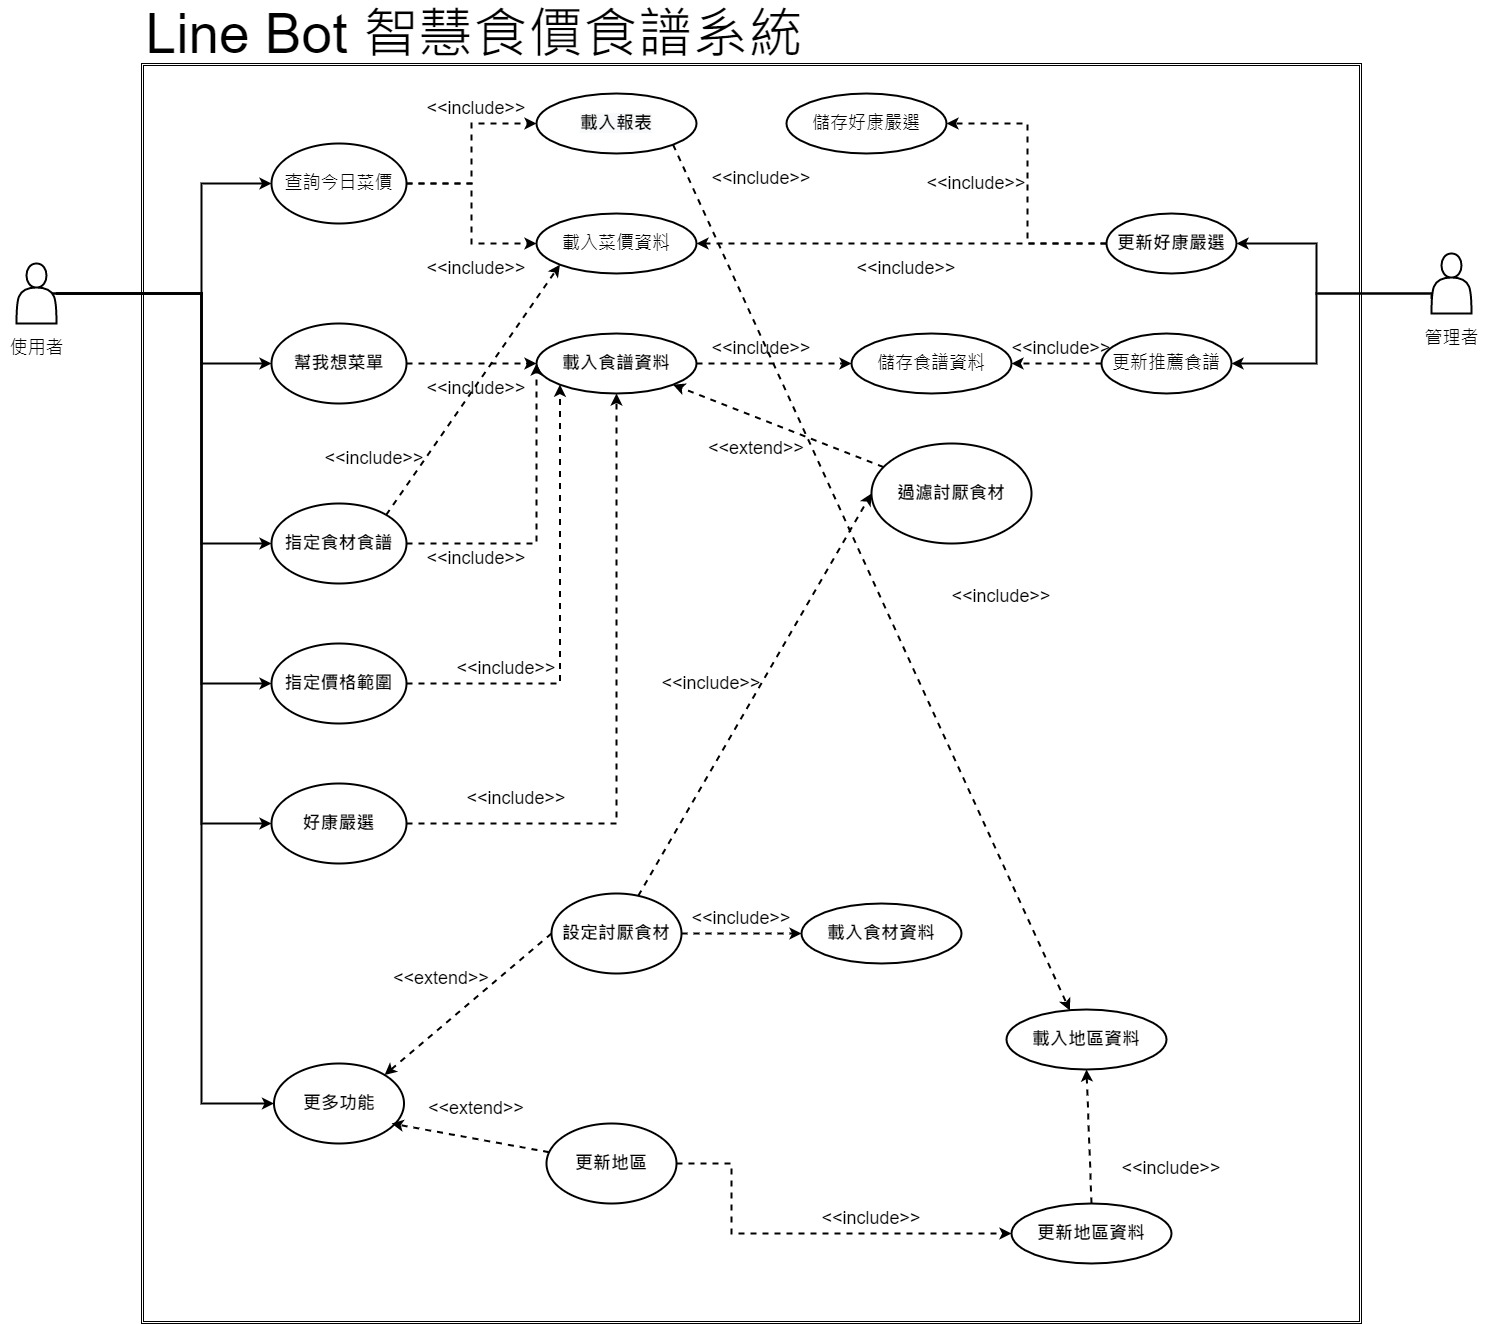 Line Bot 智慧食價食譜系統
<<include>>
載入報表
儲存好康嚴選
查詢今日菜價
<<include>>
<<include>>
載入菜價資料
更新好康嚴選
<<include>>
<<include>>
使用者
管理者
幫我想菜單
<<include>>
載入食譜資料
<<include>>
儲存食譜資料
<<include>>
更新推薦食譜
<<include>>
<<extend>>
過濾討厭食材
指定食材食譜
<<include>>
<<include>>
指定價格範圍
<<include>>
<<include>>
好康嚴選
<<include>>
設定討厭食材
<<include>>
載入食材資料
<<extend>>
載入地區資料
更多功能
<<extend>>
更新地區
<<include>>
<<include>>
更新地區資料